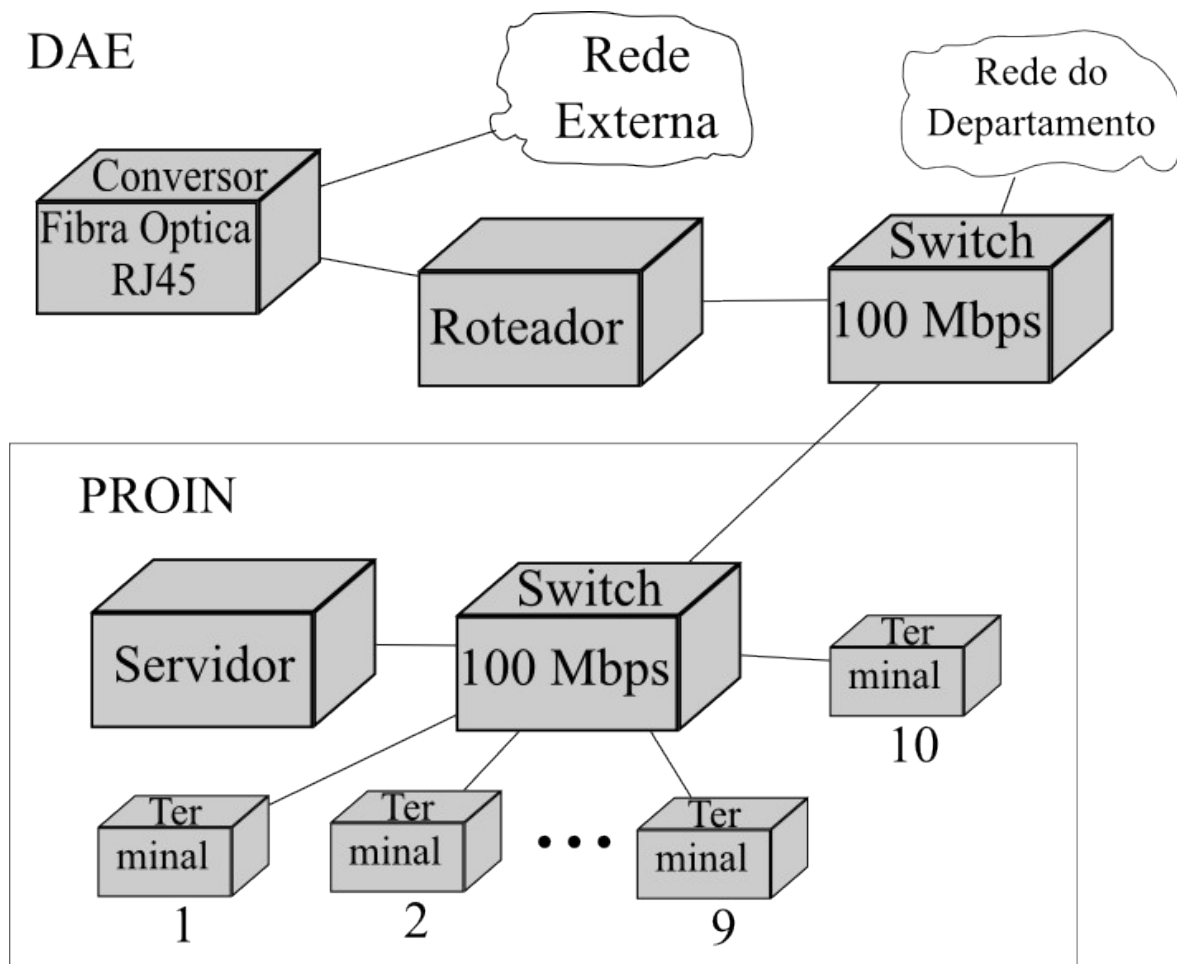 DAE
Rede
Externa
Rede do
Departamento
Conversor
Fibra Optica
RJ45
Roteador
Switch
100 Mbps
PROIN
Servidor
Switch
100 Mbps
Ter
minal
10
Ter
minal
1
Ter
minal
2
Ter
minal
9